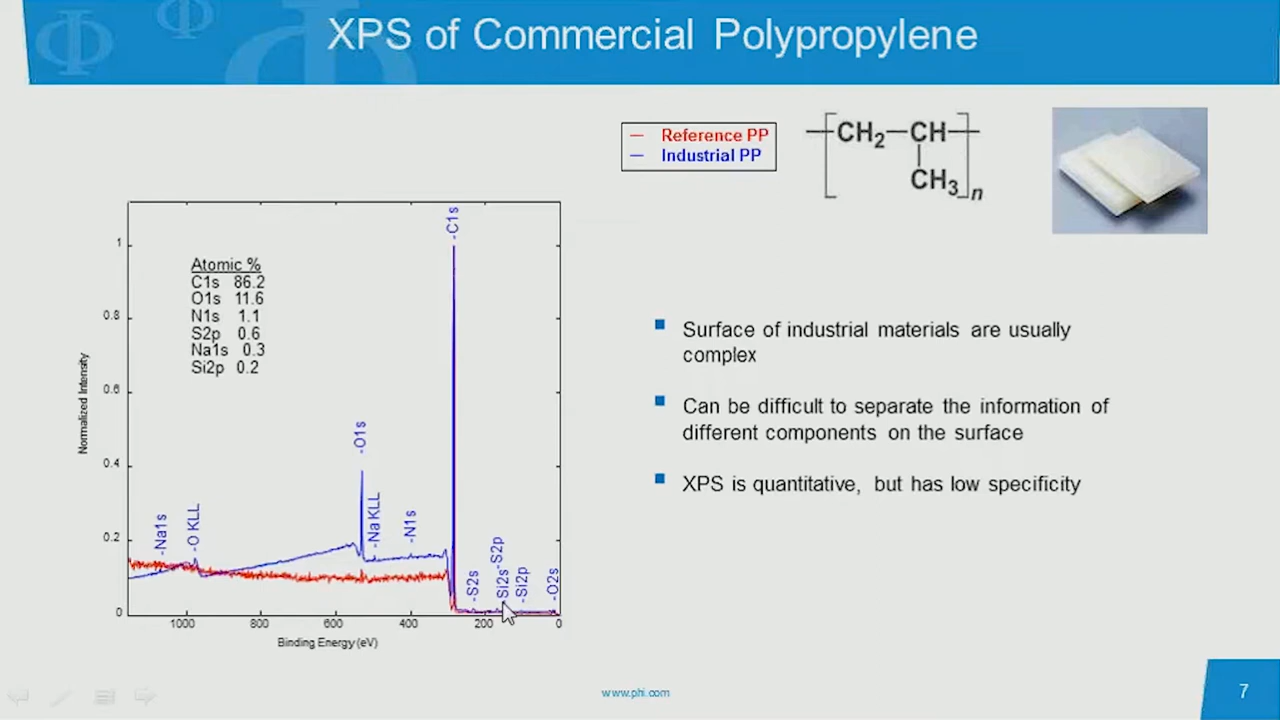 XPS of Commercial Polypropylene
Reference PP
Industrial PP
CH2-CH
CH3
n
Atomic %
C1s 86.2
O1s 11.6
N1s 1.1
S2p 0.6
Na1s 0.3
Si2p 0.2
-Na1s
-O KLL
-O1s
-Na KLL
-N1s
-C1s
-S2s
-Si2s
-S2p
-Si2p
-O2s
Normalized Intensity
1
0.8
0.6
0.4
0.2
0
1000 800 600 400 200 0
Binding Energy (eV)
Surface of industrial materials are usually
complex
Can be difficult to separate the information of
different components on the surface
XPS is quantitative, but has low specificity
www.phi.com
7